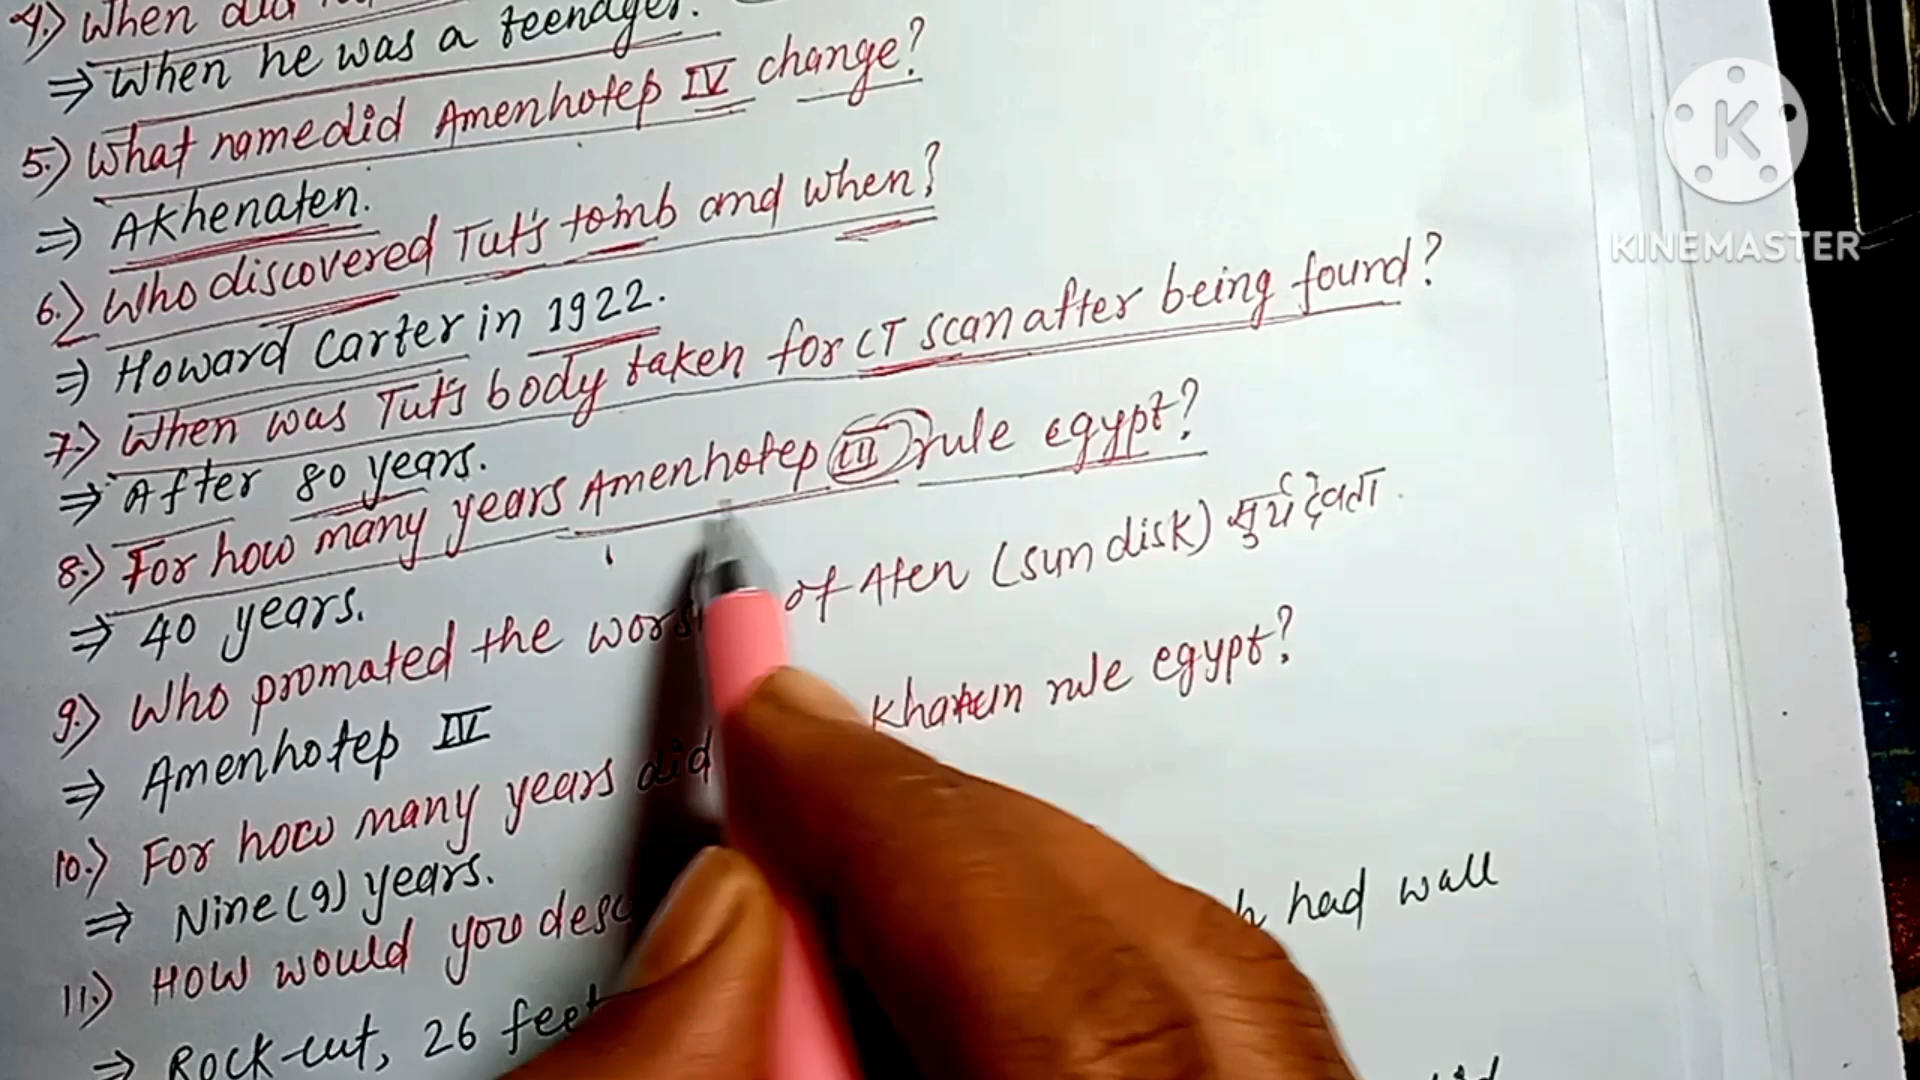 4.) When did
⇒ When he was a teenager.
5.) What name did Amenhotep IV change?
⇒ Akhenaten.
6.) Who discovered Tut's tomb and when?
⇒ Howard Carter in 1922.
7.) When was Tut's body taken for CT scan after being found?
⇒ After 80 years.
8.) For how many years Amenhotep III rule egypt?
⇒ 40 years.
9.) Who promated the of Aten (sun disk) सूर्य देवता
⇒ Amenhotep IV
10.) For how many years did rule egypt?
⇒ Nine (9) years.
11.) How would you had wall
⇒ Rock-cut, 26 feet
K
KINEMASTER